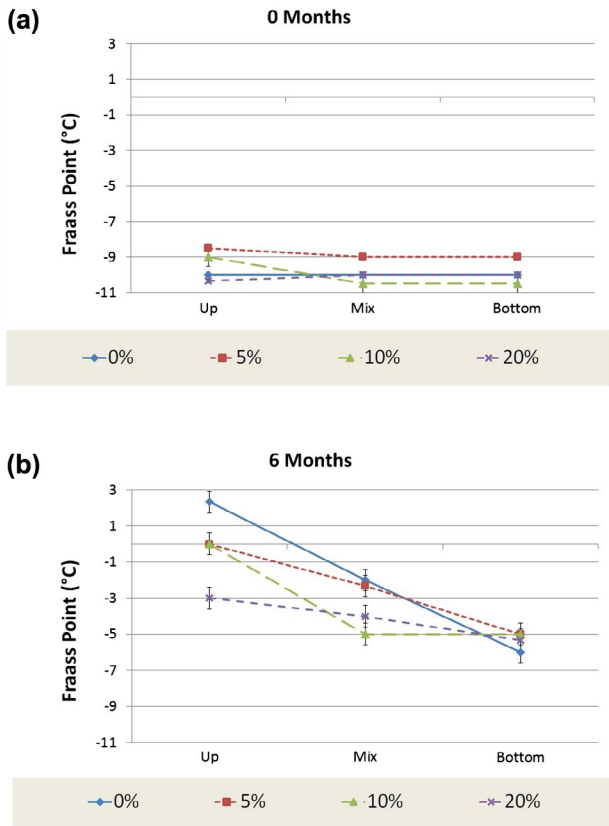 (a)
0 Months
Fraass Point (°C)
3
1
-1
-3
-5
-7
-9
-11
Up Mix Bottom
0% 5% 10% 20%
(b)
6 Months
Fraass Point (°C)
3
1
-1
-3
-5
-7
-9
-11
Up Mix Bottom
0% 5% 10% 20%